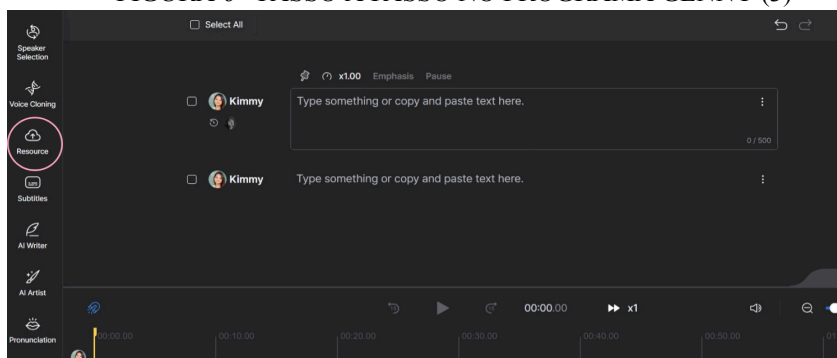 Select All
Speaker
Selection
x1.00 Emphasis Pause
Voice Cloning
Kimmy Type something or copy and paste text here.
Resource
0 / 500
Kimmy Type something or copy and paste text here.
Subtitles
AI Writer
AI Artist
00:00.00 x1
Pronunciation
00:00.00 00:10.00 00:20.00 00:30.00 00:40.00 00:50.00